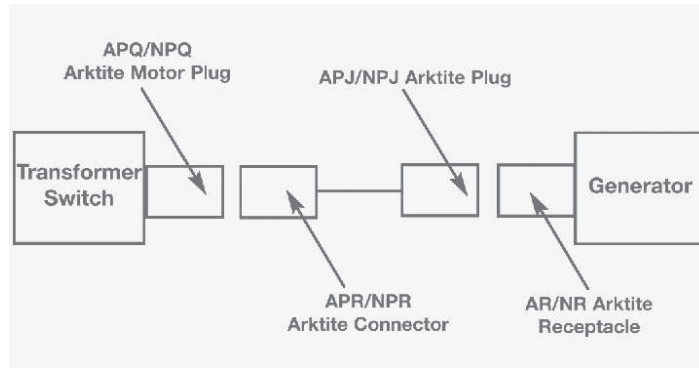 APQ/NPQ
Arktite Motor Plug
APJ/NPJ Arktite Plug
Transformer
Switch
Generator
APR/NPR
Arktite Connector
AR/NR Arktite
Receptacle